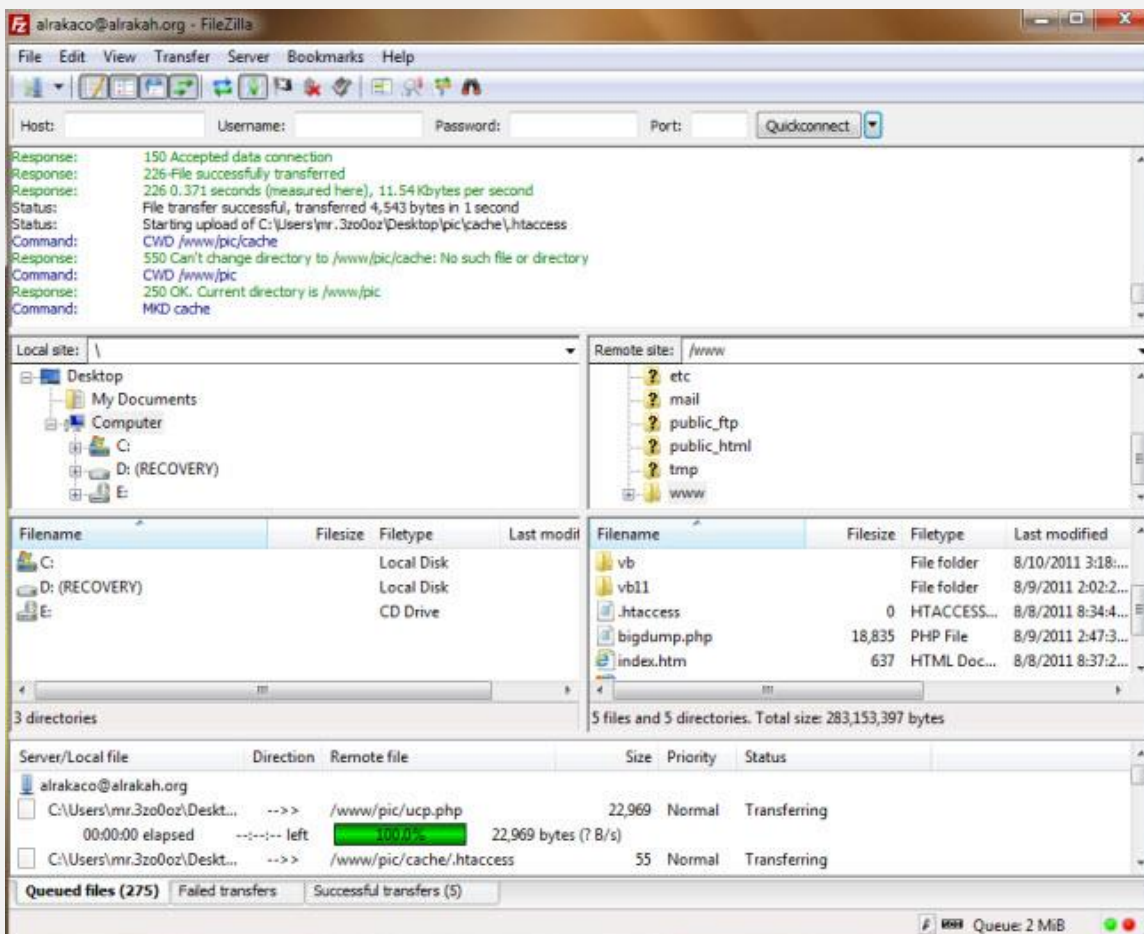 alrakaco@alrakah.org - FileZilla
File Edit View Transfer Server Bookmarks Help
Host: Username: Password: Port: Quickconnect
Response: 150 Accepted data connection
Response: 226-File successfully transferred
Response: 226 0.371 seconds (measured here), 11.54 Kbytes per second
Status: File transfer successful, transferred 4,543 bytes in 1 second
Status: Starting upload of C:\Users\mr.3zo0oz\Desktop\pic\cache\.htaccess
Command: CWD /www/pic/cache
Response: 550 Can't change directory to /www/pic/cache: No such file or directory
Command: CWD /www/pic
Response: 250 OK. Current directory is /www/pic
Command: MKD cache
Local site: \
Desktop
My Documents
Computer
C:
D: (RECOVERY)
E:
Remote site: /www
etc
mail
public_ftp
public_html
tmp
www
Filename Filesize Filetype Last modif
C: Local Disk
D: (RECOVERY) Local Disk
E: CD Drive
3 directories
Filename Filesize Filetype Last modified
vb File folder 8/10/2011 3:18:...
vb11 File folder 8/9/2011 2:02:2...
.htaccess 0 HTACCESS... 8/8/2011 8:34:4...
bigdump.php 18,835 PHP File 8/9/2011 2:47:3...
index.htm 637 HTML Doc... 8/8/2011 8:37:2...
5 files and 5 directories. Total size: 283,153,397 bytes
Server/Local file Direction Remote file Size Priority Status
alrakaco@alrakah.org
C:\Users\mr.3zo0oz\Deskt... -->> /www/pic/ucp.php 22,969 Normal Transferring
00:00:00 elapsed --:--:-- left 100.0% 22,969 bytes (? B/s)
C:\Users\mr.3zo0oz\Deskt... -->> /www/pic/cache/.htaccess 55 Normal Transferring
Queued files (275) Failed transfers Successful transfers (5)
Queue: 2 MiB